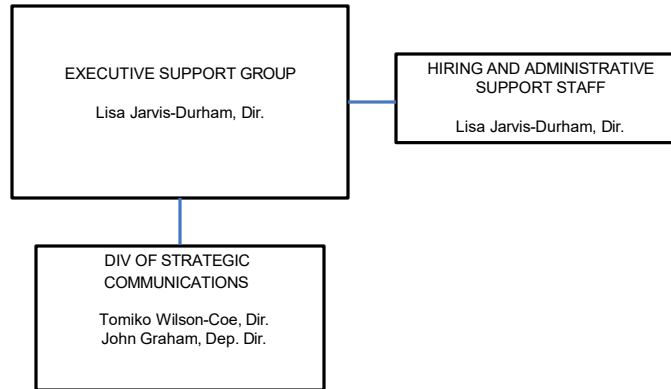 EXECUTIVE SUPPORT GROUP
Lisa Jarvis-Durham, Dir.
HIRING AND ADMINISTRATIVE
SUPPORT STAFF
Lisa Jarvis-Durham, Dir.
DIV OF STRATEGIC
COMMUNICATIONS
Tomiko Wilson-Coe, Dir.
John Graham, Dep. Dir.